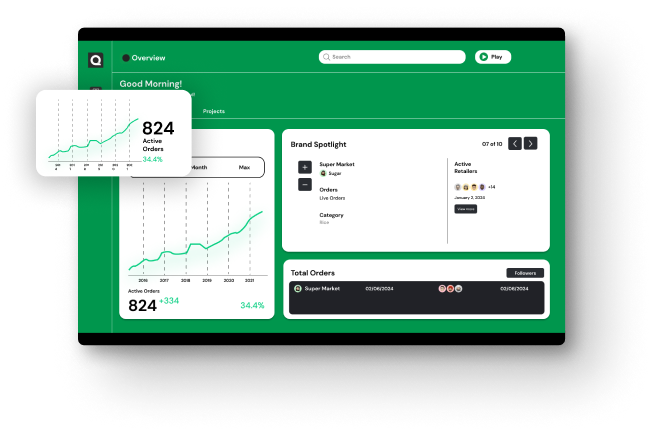 Q
Overview
Search
Play
Good Morning!
Projects
824
Active
Orders
34.4%
Month
Max
2016
2017
2018
2019
2020
2021
Active Orders
824
+334
34.4%
Brand Spotlight
07 of 10
Super Market
Sugar
Orders
Live Orders
Category
Rice
Active
Retailers
+14
January 2, 2024
View more
Total Orders
Followers
Super Market
02/06/2024
02/06/2024